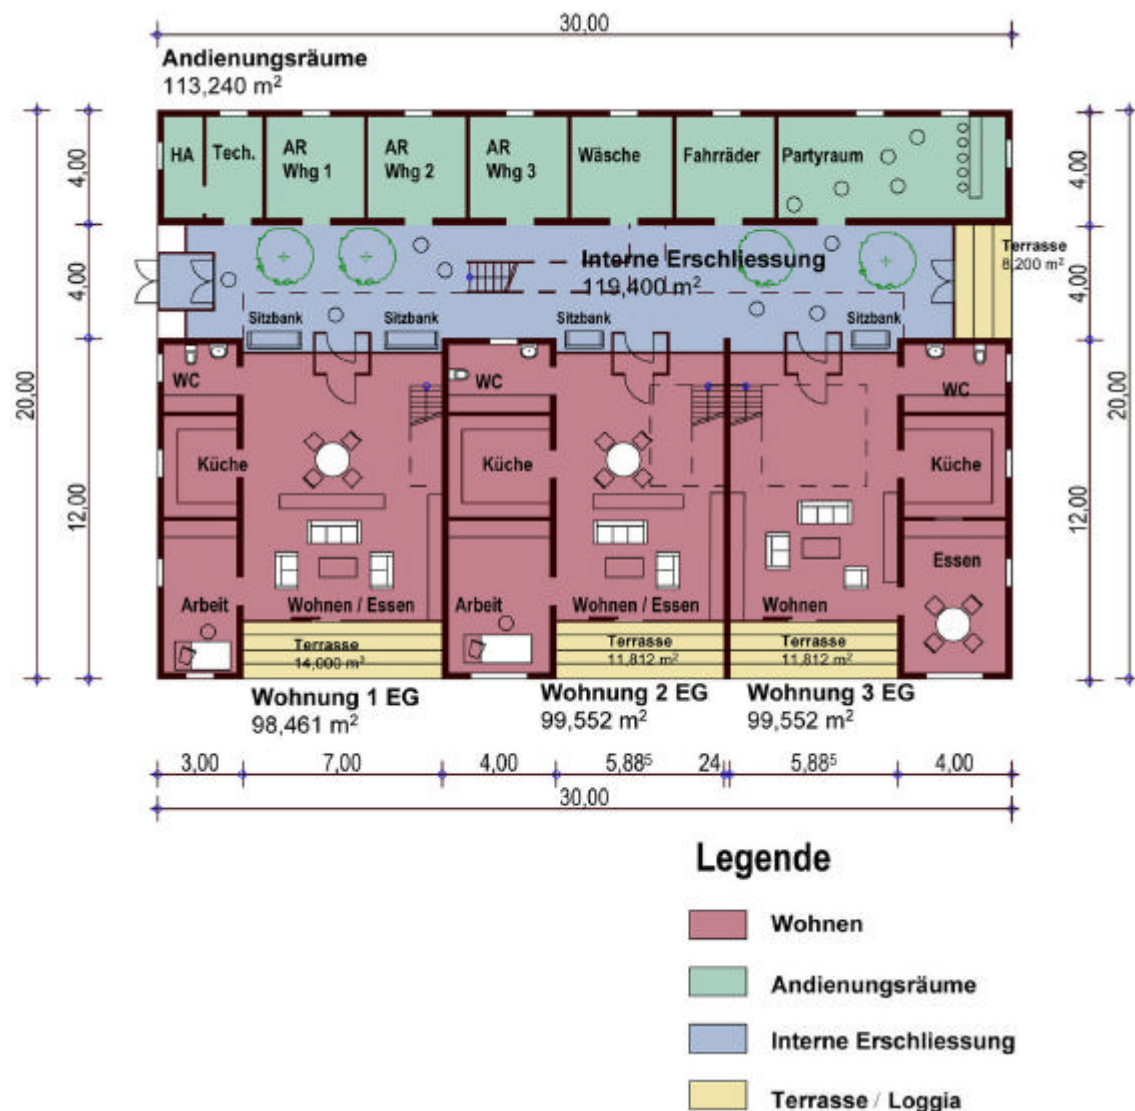 30,00
Andienungsräume
113,240 m²
HA
Tech.
AR
Whg 1
AR
Whg 2
AR
Whg 3
Wäsche
Fahrräder
Partyraum
4,00
4,00
Interne Erschliessung
119,400 m²
Terrasse
8,200 m²
4,00
4,00
Sitzbank
Sitzbank
Sitzbank
Sitzbank
20,00
20,00
WC
WC
WC
Küche
Küche
Küche
12,00
12,00
Essen
Arbeit
Wohnen / Essen
Arbeit
Wohnen / Essen
Wohnen
Terrasse
14,000 m²
Terrasse
11,812 m²
Terrasse
11,812 m²
Wohnung 1 EG
98,461 m²
Wohnung 2 EG
99,552 m²
Wohnung 3 EG
99,552 m²
3,00
7,00
4,00
5,88⁵
24
5,88⁵
4,00
30,00
Legende
Wohnen
Andienungsräume
Interne Erschliessung
Terrasse / Loggia